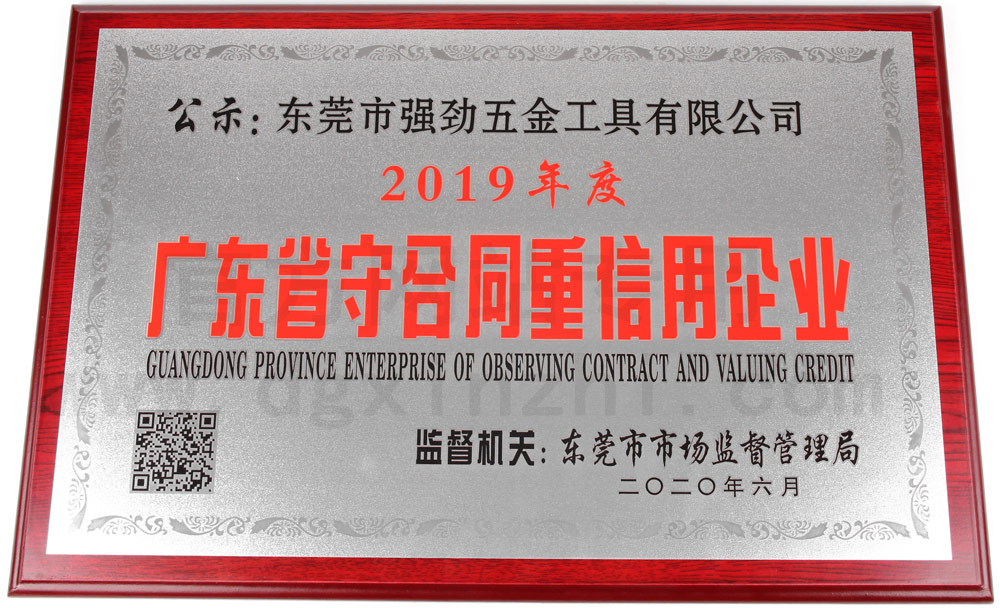 公示：东莞市强劲五金工具有限公司
2019年度
广东省守合同重信用企业
GUANGDONG PROVINCE ENTERPRISE OF OBSERVING CONTRACT AND VALUING CREDIT
监督机关：东莞市市场监督管理局
二〇二〇年六月